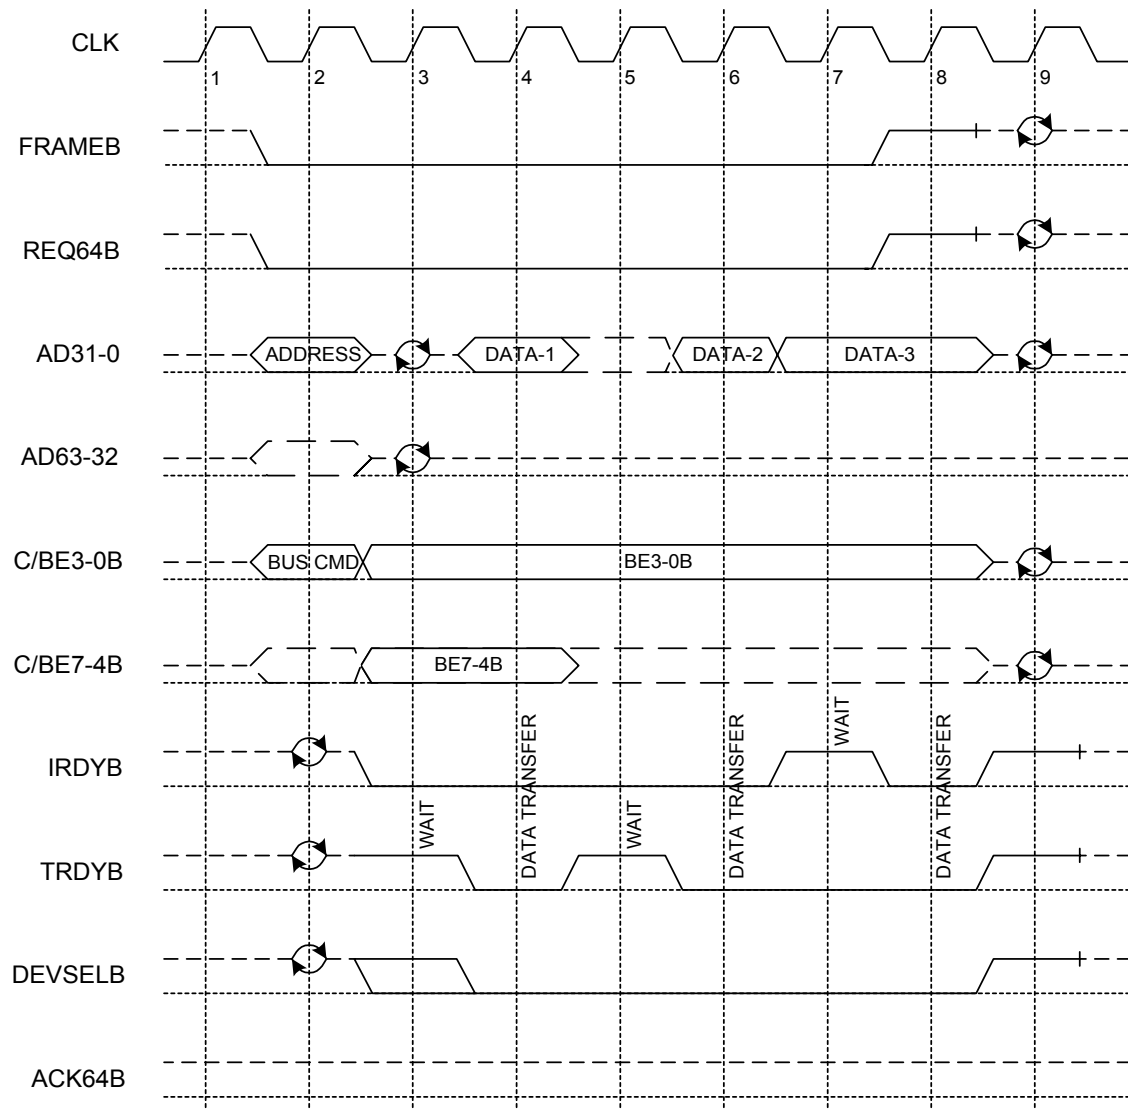 CLK
1 2 3 4 5 6 7 8 9
FRAMEB
REQ64B
AD31-0
ADDRESS DATA-1 DATA-2 DATA-3
AD63-32
C/BE3-0B
BUS CMD BE3-0B
C/BE7-4B
BE7-4B
IRDYB
WAIT
DATA TRANSFER
WAIT
DATA TRANSFER
WAIT
DATA TRANSFER
TRDYB
DEVSELB
ACK64B